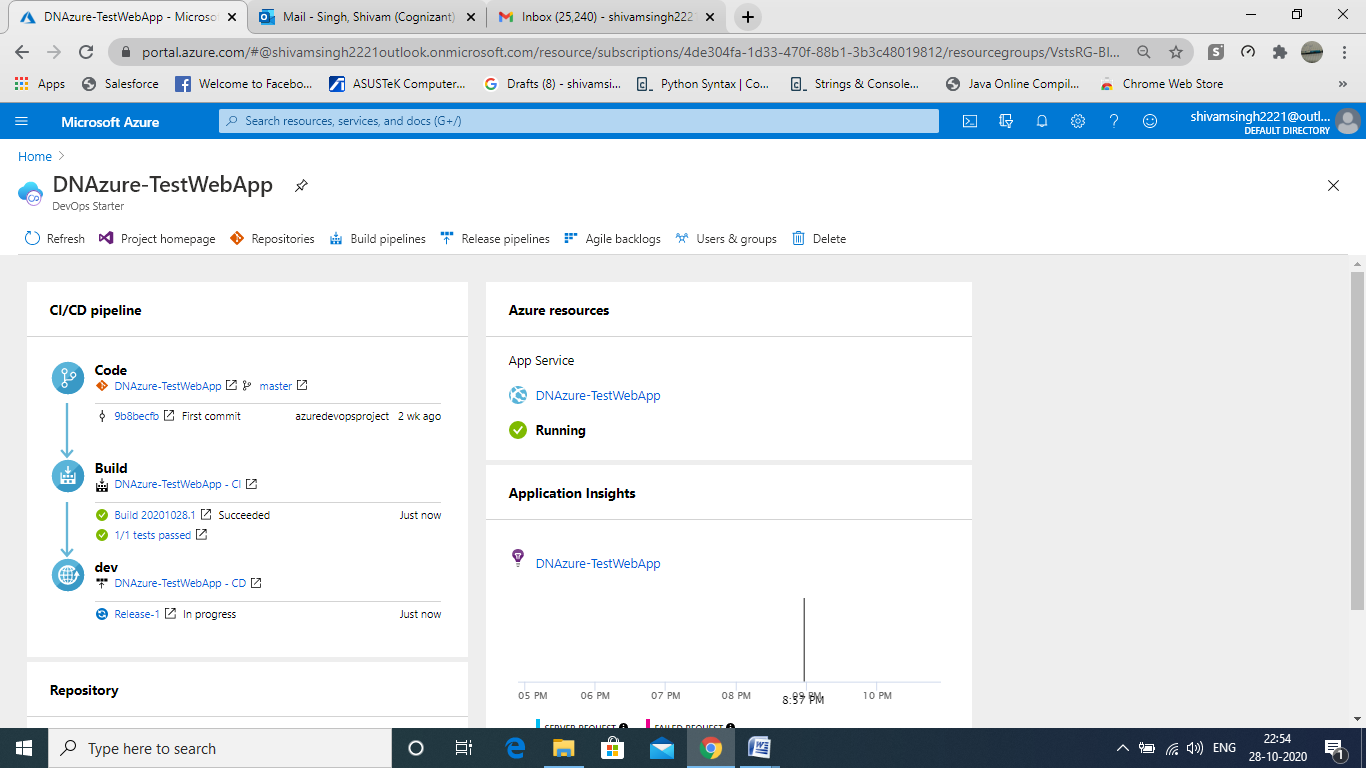 DNAzure-TestWebApp - Microso
Mail - Singh, Shivam (Cognizant)
Inbox (25,240) - shivamsingh222
portal.azure.com/#@shivamsingh2221outlook.onmicrosoft.com/resource/subscriptions/4de304fa-1d33-470f-88b1-3b3c48019812/resourcegroups/VstsRG-Bl...
Apps
Salesforce
Welcome to Facebo...
ASUSTeK Computer...
Drafts (8) - shivamsi...
Python Syntax | Co...
Strings & Console...
Java Online Compil...
Chrome Web Store
Microsoft Azure
Search resources, services, and docs (G+/)
shivamsingh2221@outl...
DEFAULT DIRECTORY
Home
DNAzure-TestWebApp
DevOps Starter
Refresh
Project homepage
Repositories
Build pipelines
Release pipelines
Agile backlogs
Users & groups
Delete
CI/CD pipeline
Code
DNAzure-TestWebApp master
9b8becfb First commit azuredevopsproject 2 wk ago
Build
DNAzure-TestWebApp - CI
Build 20201028.1 Succeeded Just now
1/1 tests passed
dev
DNAzure-TestWebApp - CD
Release-1 In progress Just now
Repository
Azure resources
App Service
DNAzure-TestWebApp
Running
Application Insights
DNAzure-TestWebApp
05 PM 06 PM 07 PM 08 PM 09 PM 10 PM
8:57 PM
SERVER REQUEST FAILED REQUEST
Type here to search
ENG
22:54
28-10-2020
1